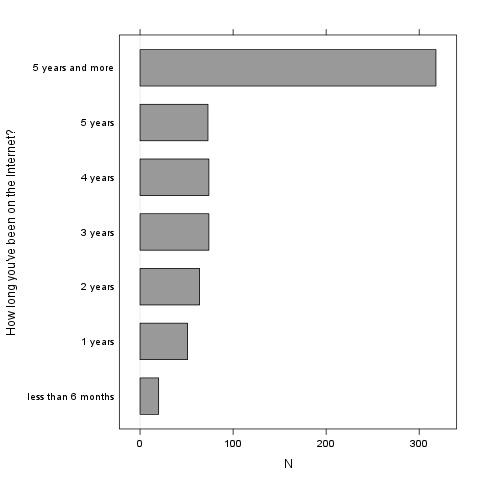 5 years and more
5 years
4 years
3 years
2 years
1 years
less than 6 months
How long you've been on the Internet?
0 100 200 300
N